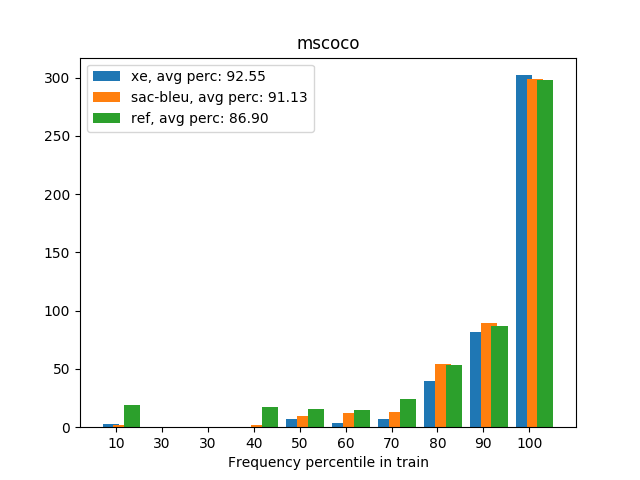 mscoco
xe, avg perc: 92.55
sac-bleu, avg perc: 91.13
ref, avg perc: 86.90
300
250
200
150
100
50
0
10 30 30 40 50 60 70 80 90 100
Frequency percentile in train